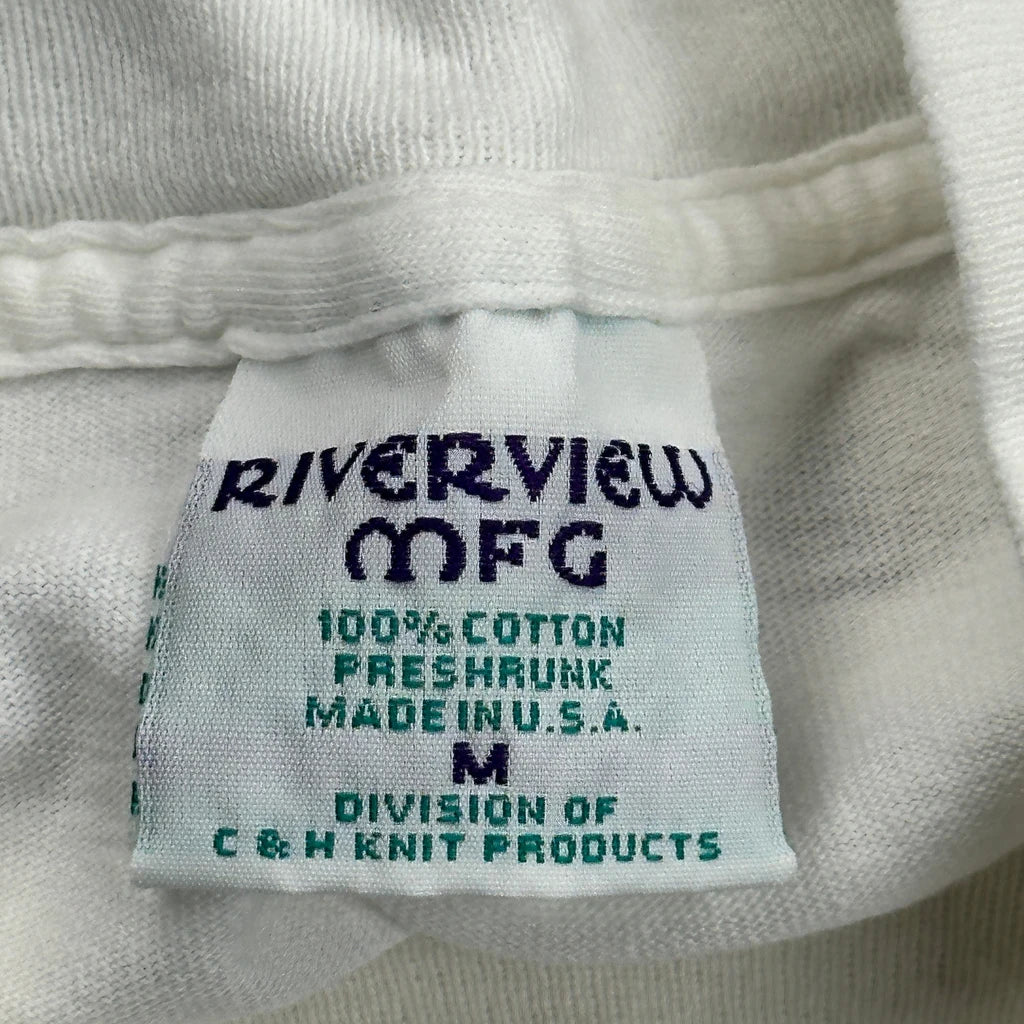 RIVERVIEW
MFG
100% COTTON
PRESHRUNK
MADE IN U.S.A.
M
DIVISION OF
C & H KNIT PRODUCTS